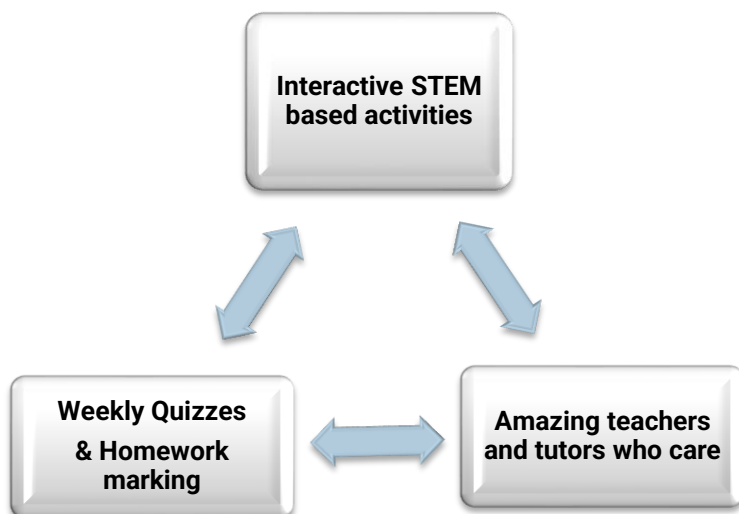 Interactive STEM
based activities
Weekly Quizzes
& Homework
marking
Amazing teachers
and tutors who care